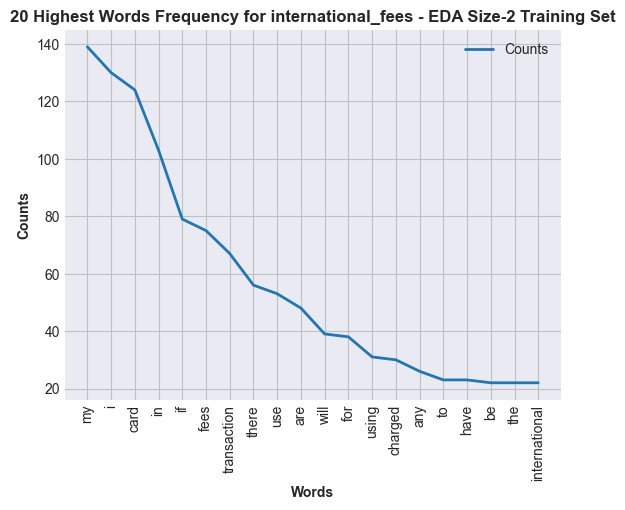 20 Highest Words Frequency for international_fees - EDA Size-2 Training Set
Counts
140
120
100
80
60
40
20
Counts
my
i
card
in
if
fees
transaction
there
use
are
will
for
using
charged
any
to
have
be
the
international
Words